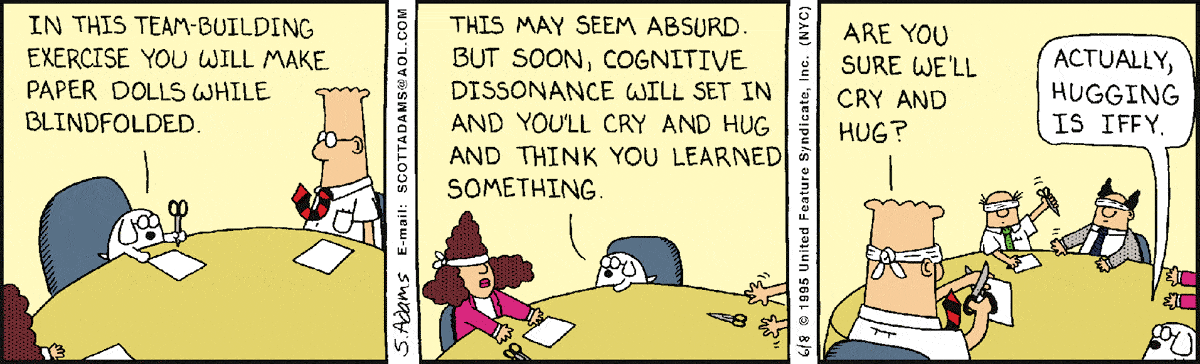 IN THIS TEAM-BUILDING
EXERCISE YOU WILL MAKE
PAPER DOLLS WHILE
BLINDFOLDED.
S.Adams E-mail: SCOTTADAMS@AOL.COM
THIS MAY SEEM ABSURD.
BUT SOON, COGNITIVE
DISSONANCE WILL SET IN
AND YOU'LL CRY AND HUG
AND THINK YOU LEARNED
SOMETHING.
6/8 © 1995 United Feature Syndicate, Inc. (NYC)
ARE YOU
SURE WE'LL
CRY AND
HUG?
ACTUALLY,
HUGGING
IS IFFY.